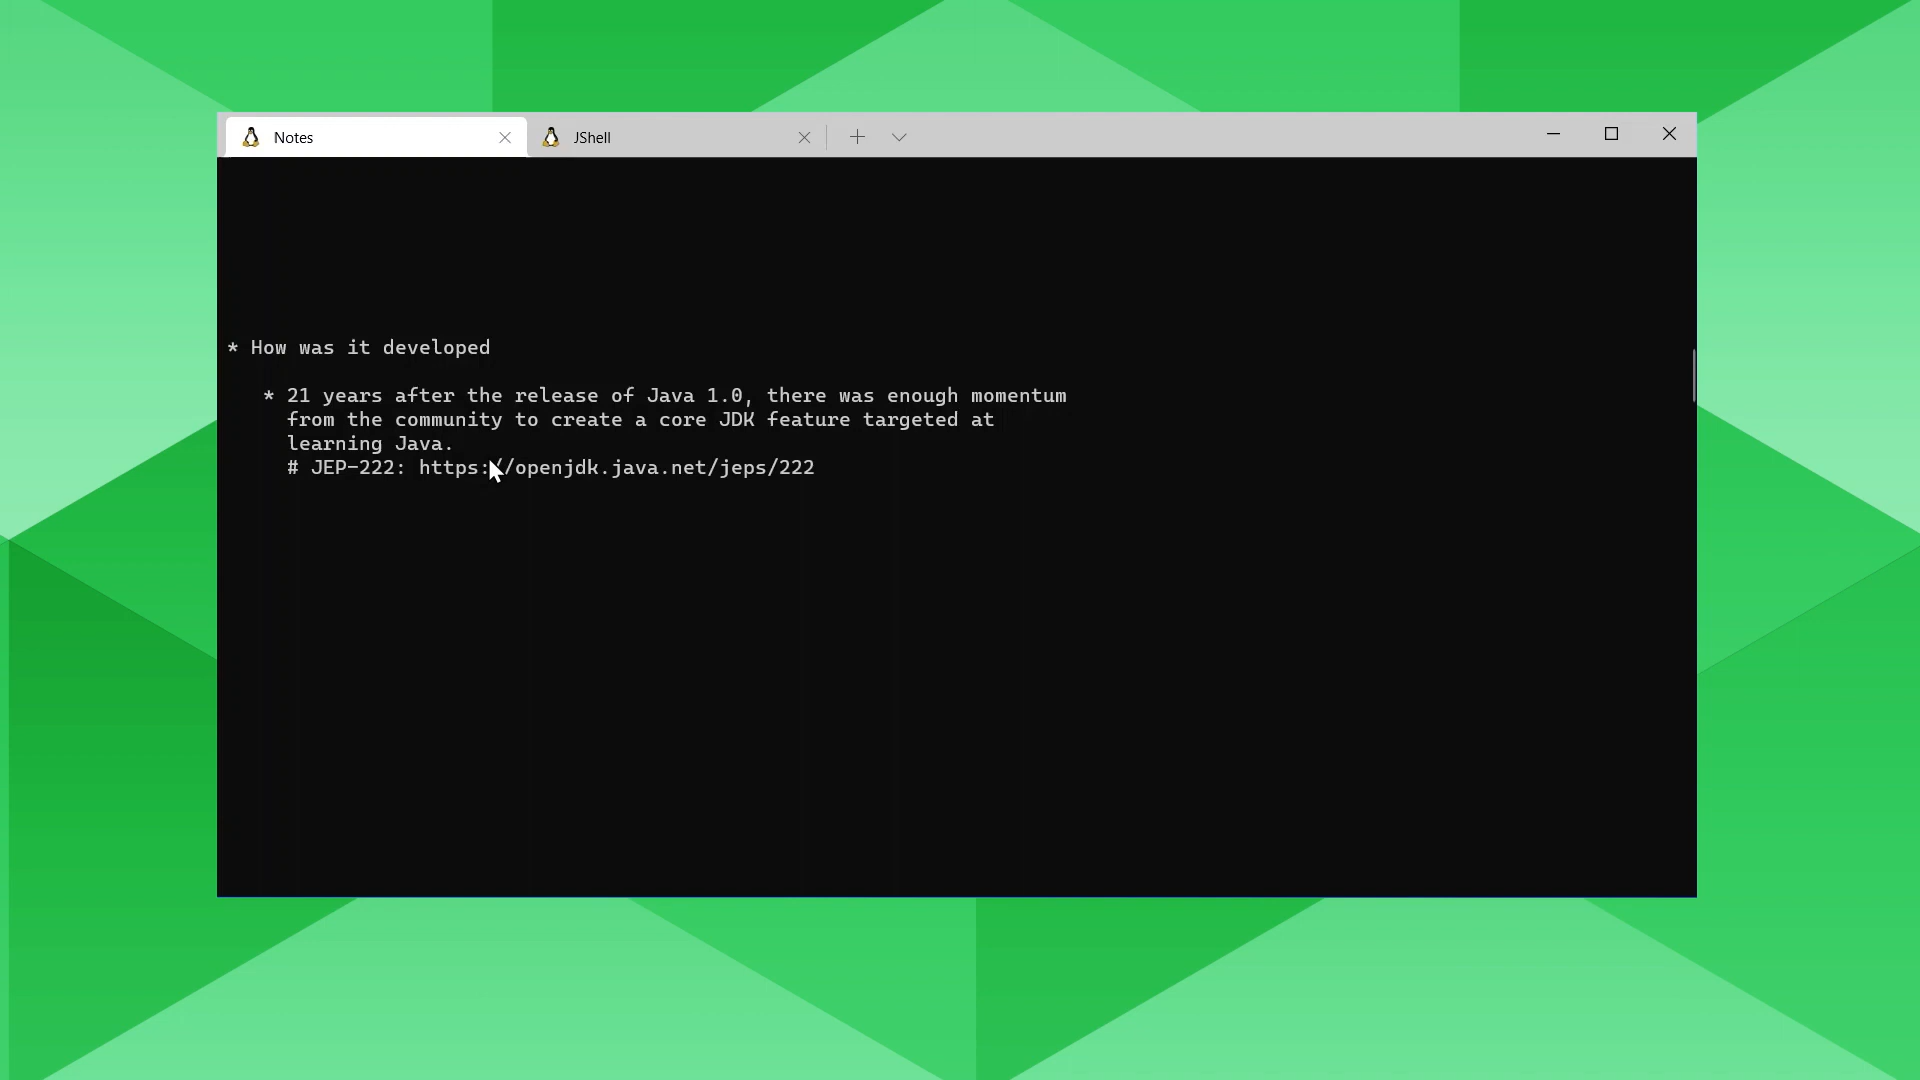 Notes
JShell
* How was it developed
* 21 years after the release of Java 1.0, there was enough momentum
from the community to create a core JDK feature targeted at
learning Java.
# JEP-222: https://openjdk.java.net/jeps/222